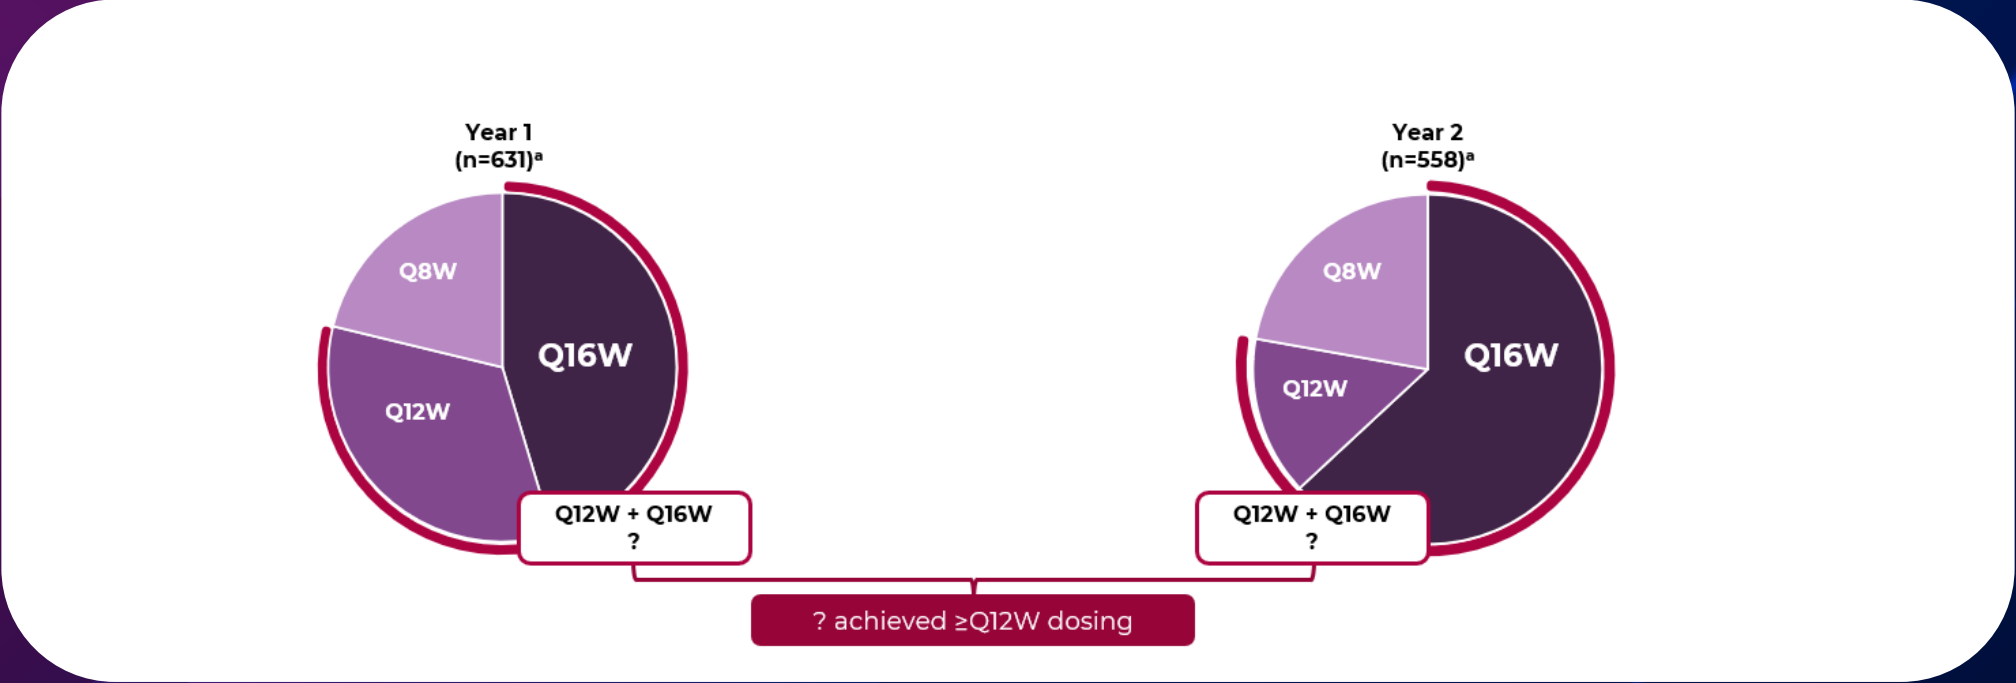 Year 1
(n=631)ᵃ
Q8W
Q16W
Q12W
Q12W + Q16W
?
Year 2
(n=558)ᵃ
Q8W
Q16W
Q12W
Q12W + Q16W
?
? achieved ≥Q12W dosing